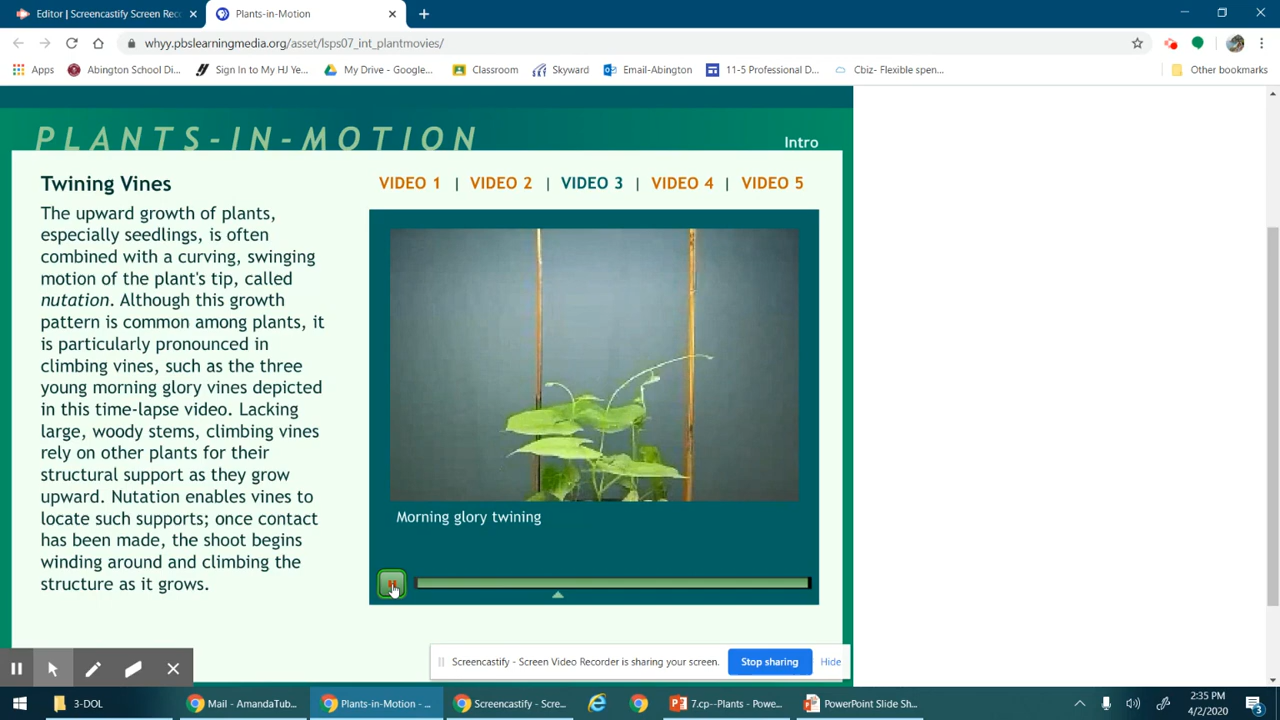 Editor | Screencastify Screen Rec
Plants-in-Motion
whyy.pbslearningmedia.org/asset/lsps07_int_plantmovies/
Apps
Abington School Di...
Sign In to My HJ Ye...
My Drive - Google...
Classroom
Skyward
Email-Abington
11-5 Professional D...
Cbiz- Flexible spen...
Other bookmarks
PLANTS-IN-MOTION
Intro
Twining Vines
VIDEO 1 | VIDEO 2 | VIDEO 3 | VIDEO 4 | VIDEO 5
The upward growth of plants,
especially seedlings, is often
combined with a curving, swinging
motion of the plant's tip, called
nutation. Although this growth
pattern is common among plants, it
is particularly pronounced in
climbing vines, such as the three
young morning glory vines depicted
in this time-lapse video. Lacking
large, woody stems, climbing vines
rely on other plants for their
structural support as they grow
upward. Nutation enables vines to
locate such supports; once contact
has been made, the shoot begins
winding around and climbing the
structure as it grows.
Morning glory twining
Screencastify - Screen Video Recorder is sharing your screen.
Stop sharing
Hide
3-DOL
Mail - AmandaTub...
Plants-in-Motion - ...
Screencastify - Scre...
7.cp--Plants - Powe...
PowerPoint Slide Sh...
2:35 PM
4/2/2020
3